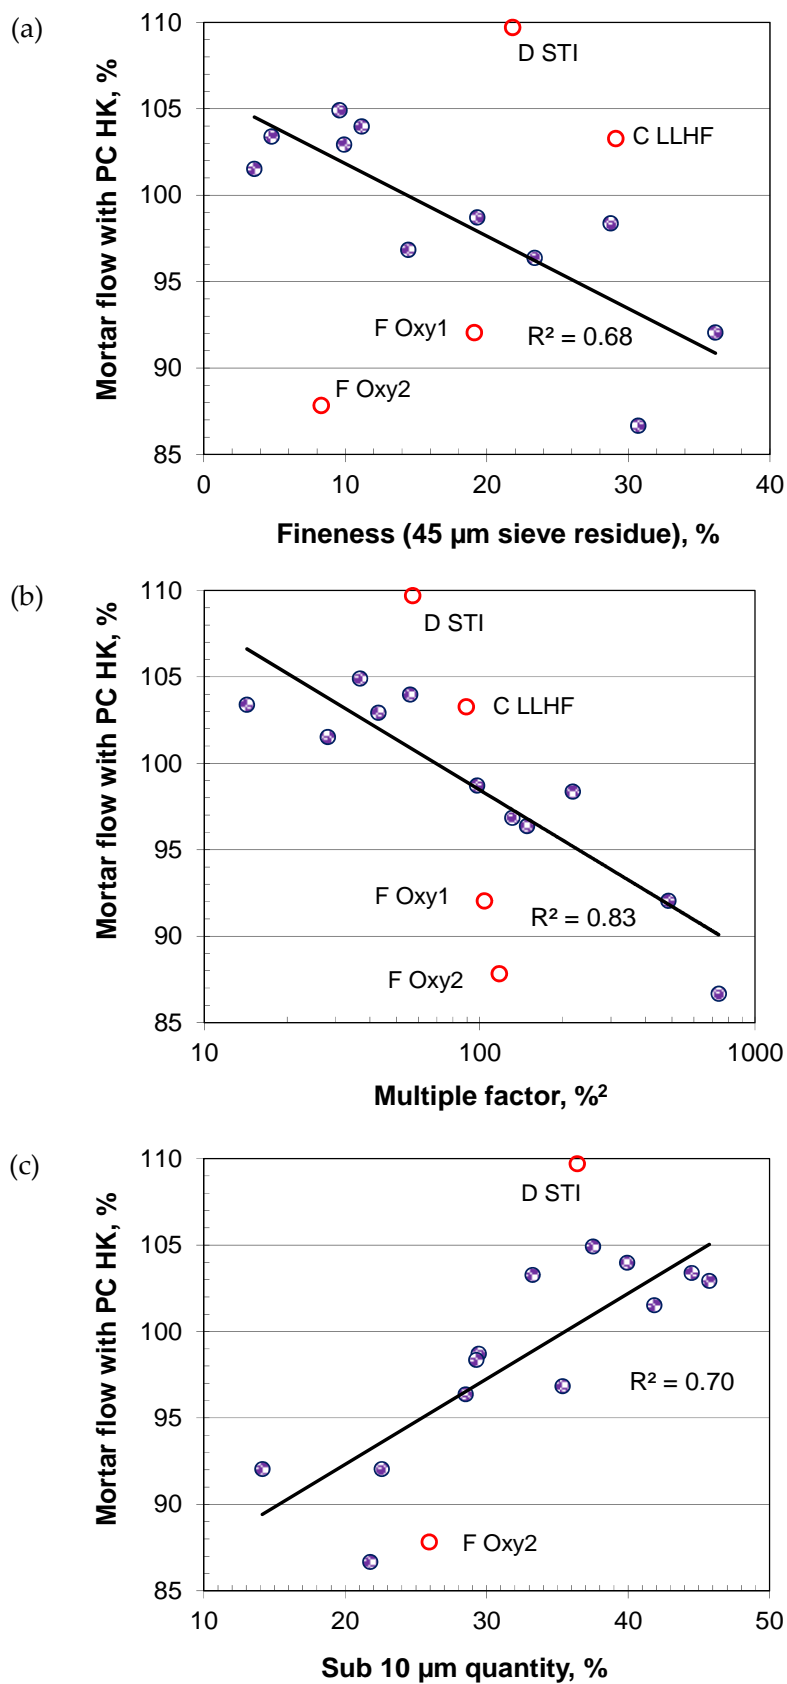 (a)
Mortar flow with PC HK, %
110
105
100
95
90
85
D STI
C LLHF
F Oxy1
R² = 0.68
F Oxy2
0 10 20 30 40
Fineness (45 µm sieve residue), %
(b)
Mortar flow with PC HK, %
110
105
100
95
90
85
D STI
C LLHF
F Oxy1
R² = 0.83
F Oxy2
10 100 1000
Multiple factor, %²
(c)
Mortar flow with PC HK, %
110
105
100
95
90
85
D STI
R² = 0.70
F Oxy2
10 20 30 40 50
Sub 10 µm quantity, %